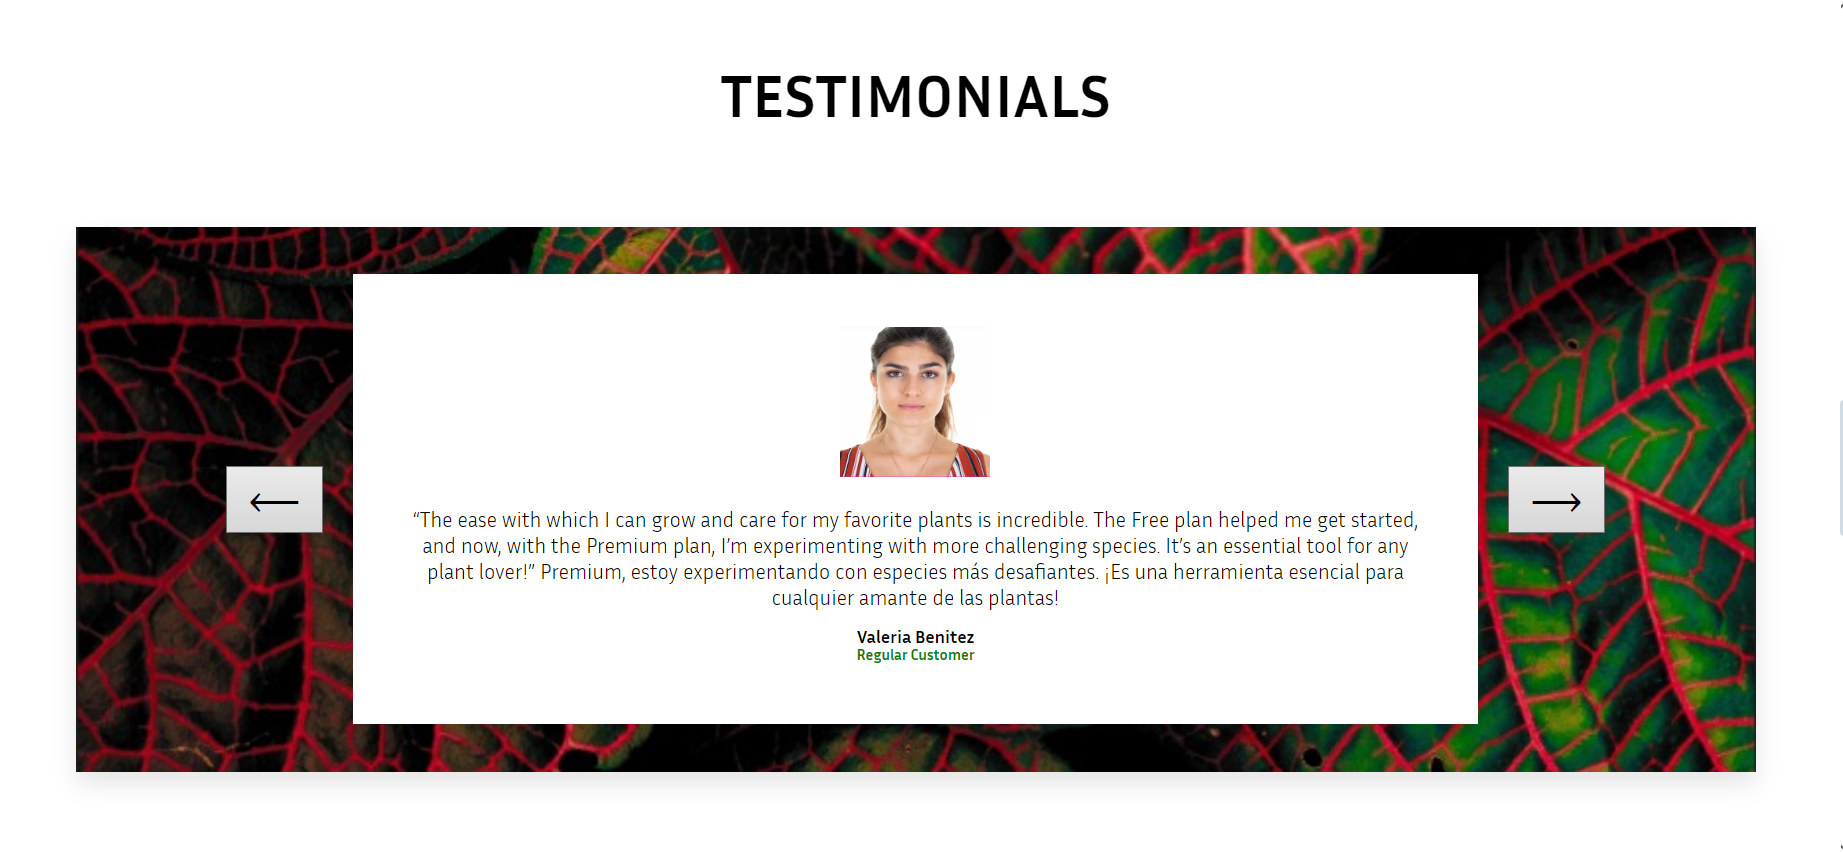 TESTIMONIALS
“The ease with which I can grow and care for my favorite plants is incredible. The Free plan helped me get started,
and now, with the Premium plan, I’m experimenting with more challenging species. It’s an essential tool for any
plant lover!” Premium, estoy experimentando con especies más desafiantes. ¡Es una herramienta esencial para
cualquier amante de las plantas!
Valeria Benitez
Regular Customer